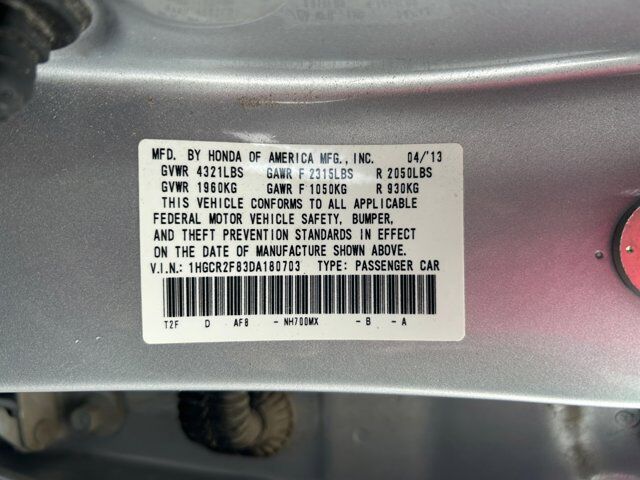 MFD. BY HONDA OF AMERICA MFG., INC. 04/'13
GVWR 4321LBS GAWR F 2315LBS R 2050LBS
GVWR 1960KG GAWR F 1050KG R 930KG
THIS VEHICLE CONFORMS TO ALL APPLICABLE
FEDERAL MOTOR VEHICLE SAFETY, BUMPER,
AND THEFT PREVENTION STANDARDS IN EFFECT
ON THE DATE OF MANUFACTURE SHOWN ABOVE.
V.I.N.: 1HGCR2F83DA180703 TYPE: PASSENGER CAR
T2F D AF8 - NH700MX - B - A